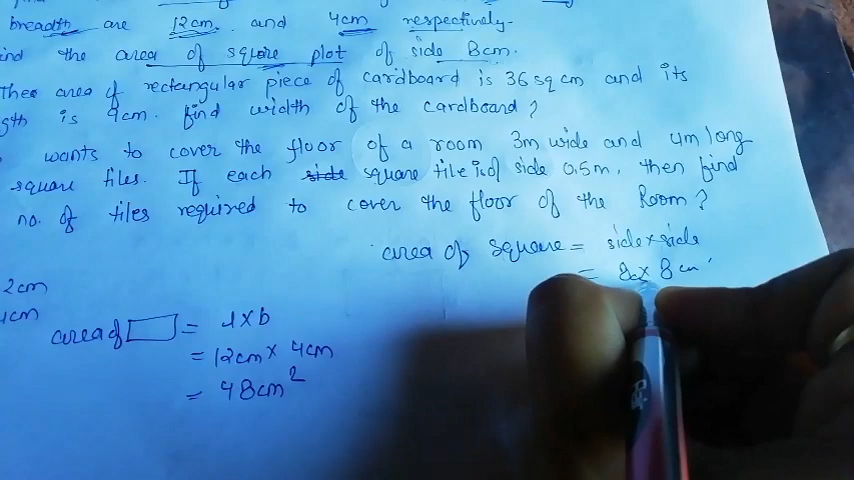 breadth are 12cm and 4cm respectively.
ind the area of square plot of side 8cm.
The area of rectangular piece of cardboard is 36 sq cm and its
gth is 9cm. find width of the cardboard?
wants to cover the floor of a room 3m wide and 4m long
square tiles. If each side square tile is of side 0.5m, then find
no. of tiles required to cover the floor of the Room?
area of square = side×side
= 8× 8cm
2cm
4cm
area of = l×b
= 12cm × 4cm
= 48cm²